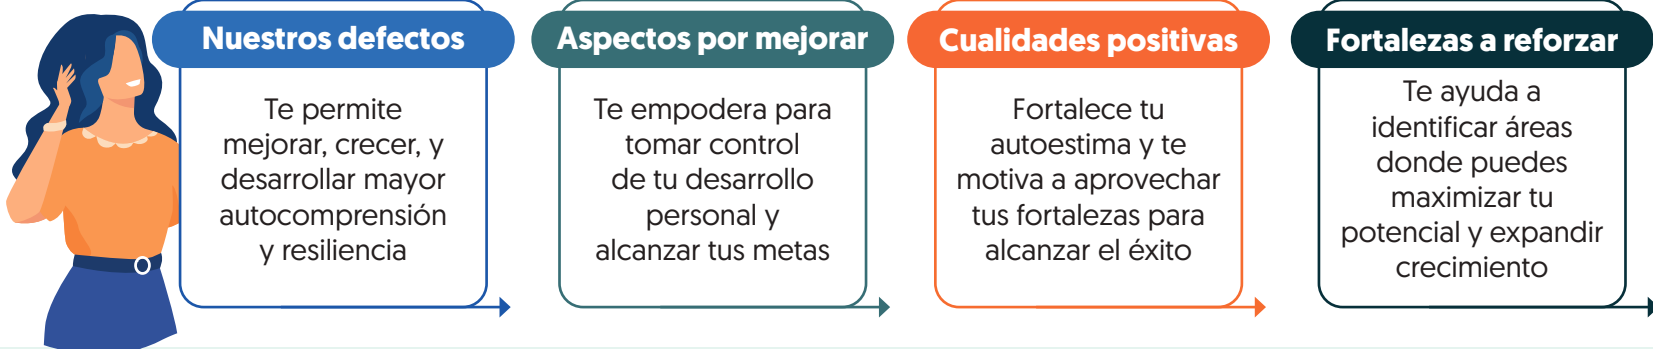 Nuestros defectos
Te permite
mejorar, crecer, y
desarrollar mayor
autocomprensión
y resiliencia
Aspectos por mejorar
Te empodera para
tomar control
de tu desarrollo
personal y
alcanzar tus metas
Cualidades positivas
Fortalece tu
autoestima y te
motiva a aprovechar
tus fortalezas para
alcanzar el éxito
Fortalezas a reforzar
Te ayuda a
identificar áreas
donde puedes
maximizar tu
potencial y expandir
crecimiento